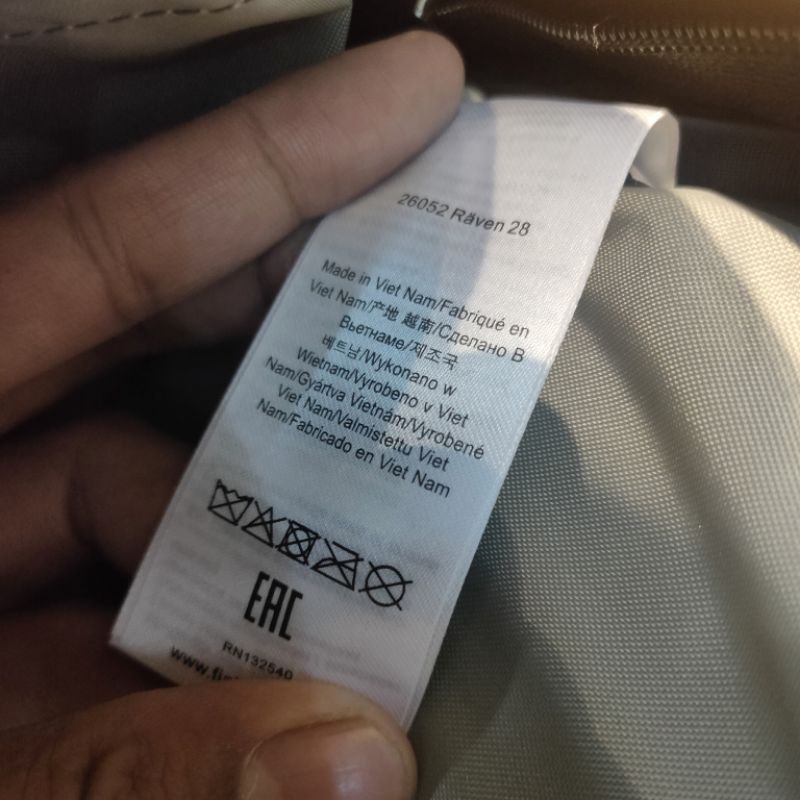 26052 Räven 28
Made in Viet Nam/Fabriqué en
Viet Nam/产地 越南/Сделано В
Вьетнаме/제조국
베트남/Wykonano w
Wietnam/Vyrobeno v Viet
Nam/Gyártva Vietnám/Vyrobené
Viet Nam/Valmistettu Viet
Nam/Fabricado en Viet Nam
EAC
RN132540